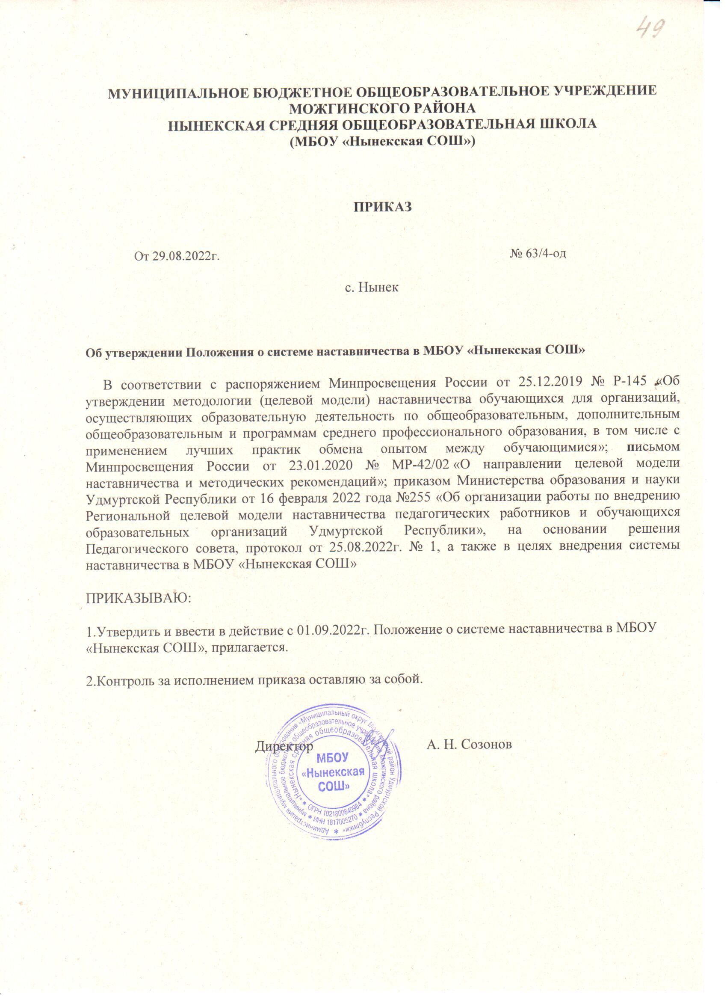 49
МУНИЦИПАЛЬНОЕ БЮДЖЕТНОЕ ОБЩЕОБРАЗОВАТЕЛЬНОЕ УЧРЕЖДЕНИЕ
МОЖГИНСКОГО РАЙОНА
НЫНЕКСКАЯ СРЕДНЯЯ ОБЩЕОБРАЗОВАТЕЛЬНАЯ ШКОЛА
(МБОУ «Нынекская СОШ»)
ПРИКАЗ
От 29.08.2022г. № 63/4-од
с. Нынек
Об утверждении Положения о системе наставничества в МБОУ «Нынекская СОШ»
В соответствии с распоряжением Минпросвещения России от 25.12.2019 № Р-145 «Об
утверждении методологии (целевой модели) наставничества обучающихся для организаций,
осуществляющих образовательную деятельность по общеобразовательным, дополнительным
общеобразовательным и программам среднего профессионального образования, в том числе с
применением лучших практик обмена опытом между обучающимися»; письмом
Минпросвещения России от 23.01.2020 № МР-42/02 «О направлении целевой модели
наставничества и методических рекомендаций»; приказом Министерства образования и науки
Удмуртской Республики от 16 февраля 2022 года №255 «Об организации работы по внедрению
Региональной целевой модели наставничества педагогических работников и обучающихся
образовательных организаций Удмуртской Республики», на основании решения
Педагогического совета, протокол от 25.08.2022г. № 1, а также в целях внедрения системы
наставничества в МБОУ «Нынекская СОШ»
ПРИКАЗЫВАЮ:
1.Утвердить и ввести в действие с 01.09.2022г. Положение о системе наставничества в МБОУ
«Нынекская СОШ», прилагается.
2.Контроль за исполнением приказа оставляю за собой.
Директор А. Н. Созонов
Администрация муниципального образования «Муниципальный округ Можгинский район Удмуртской Республики» *
муниципальное бюджетное общеобразовательное учреждение Можгинского района * ИНН 1817005270 *
«Нынекская средняя общеобразовательная школа» * ОГРН 1021800840984 *
МБОУ
«Нынекская
СОШ»